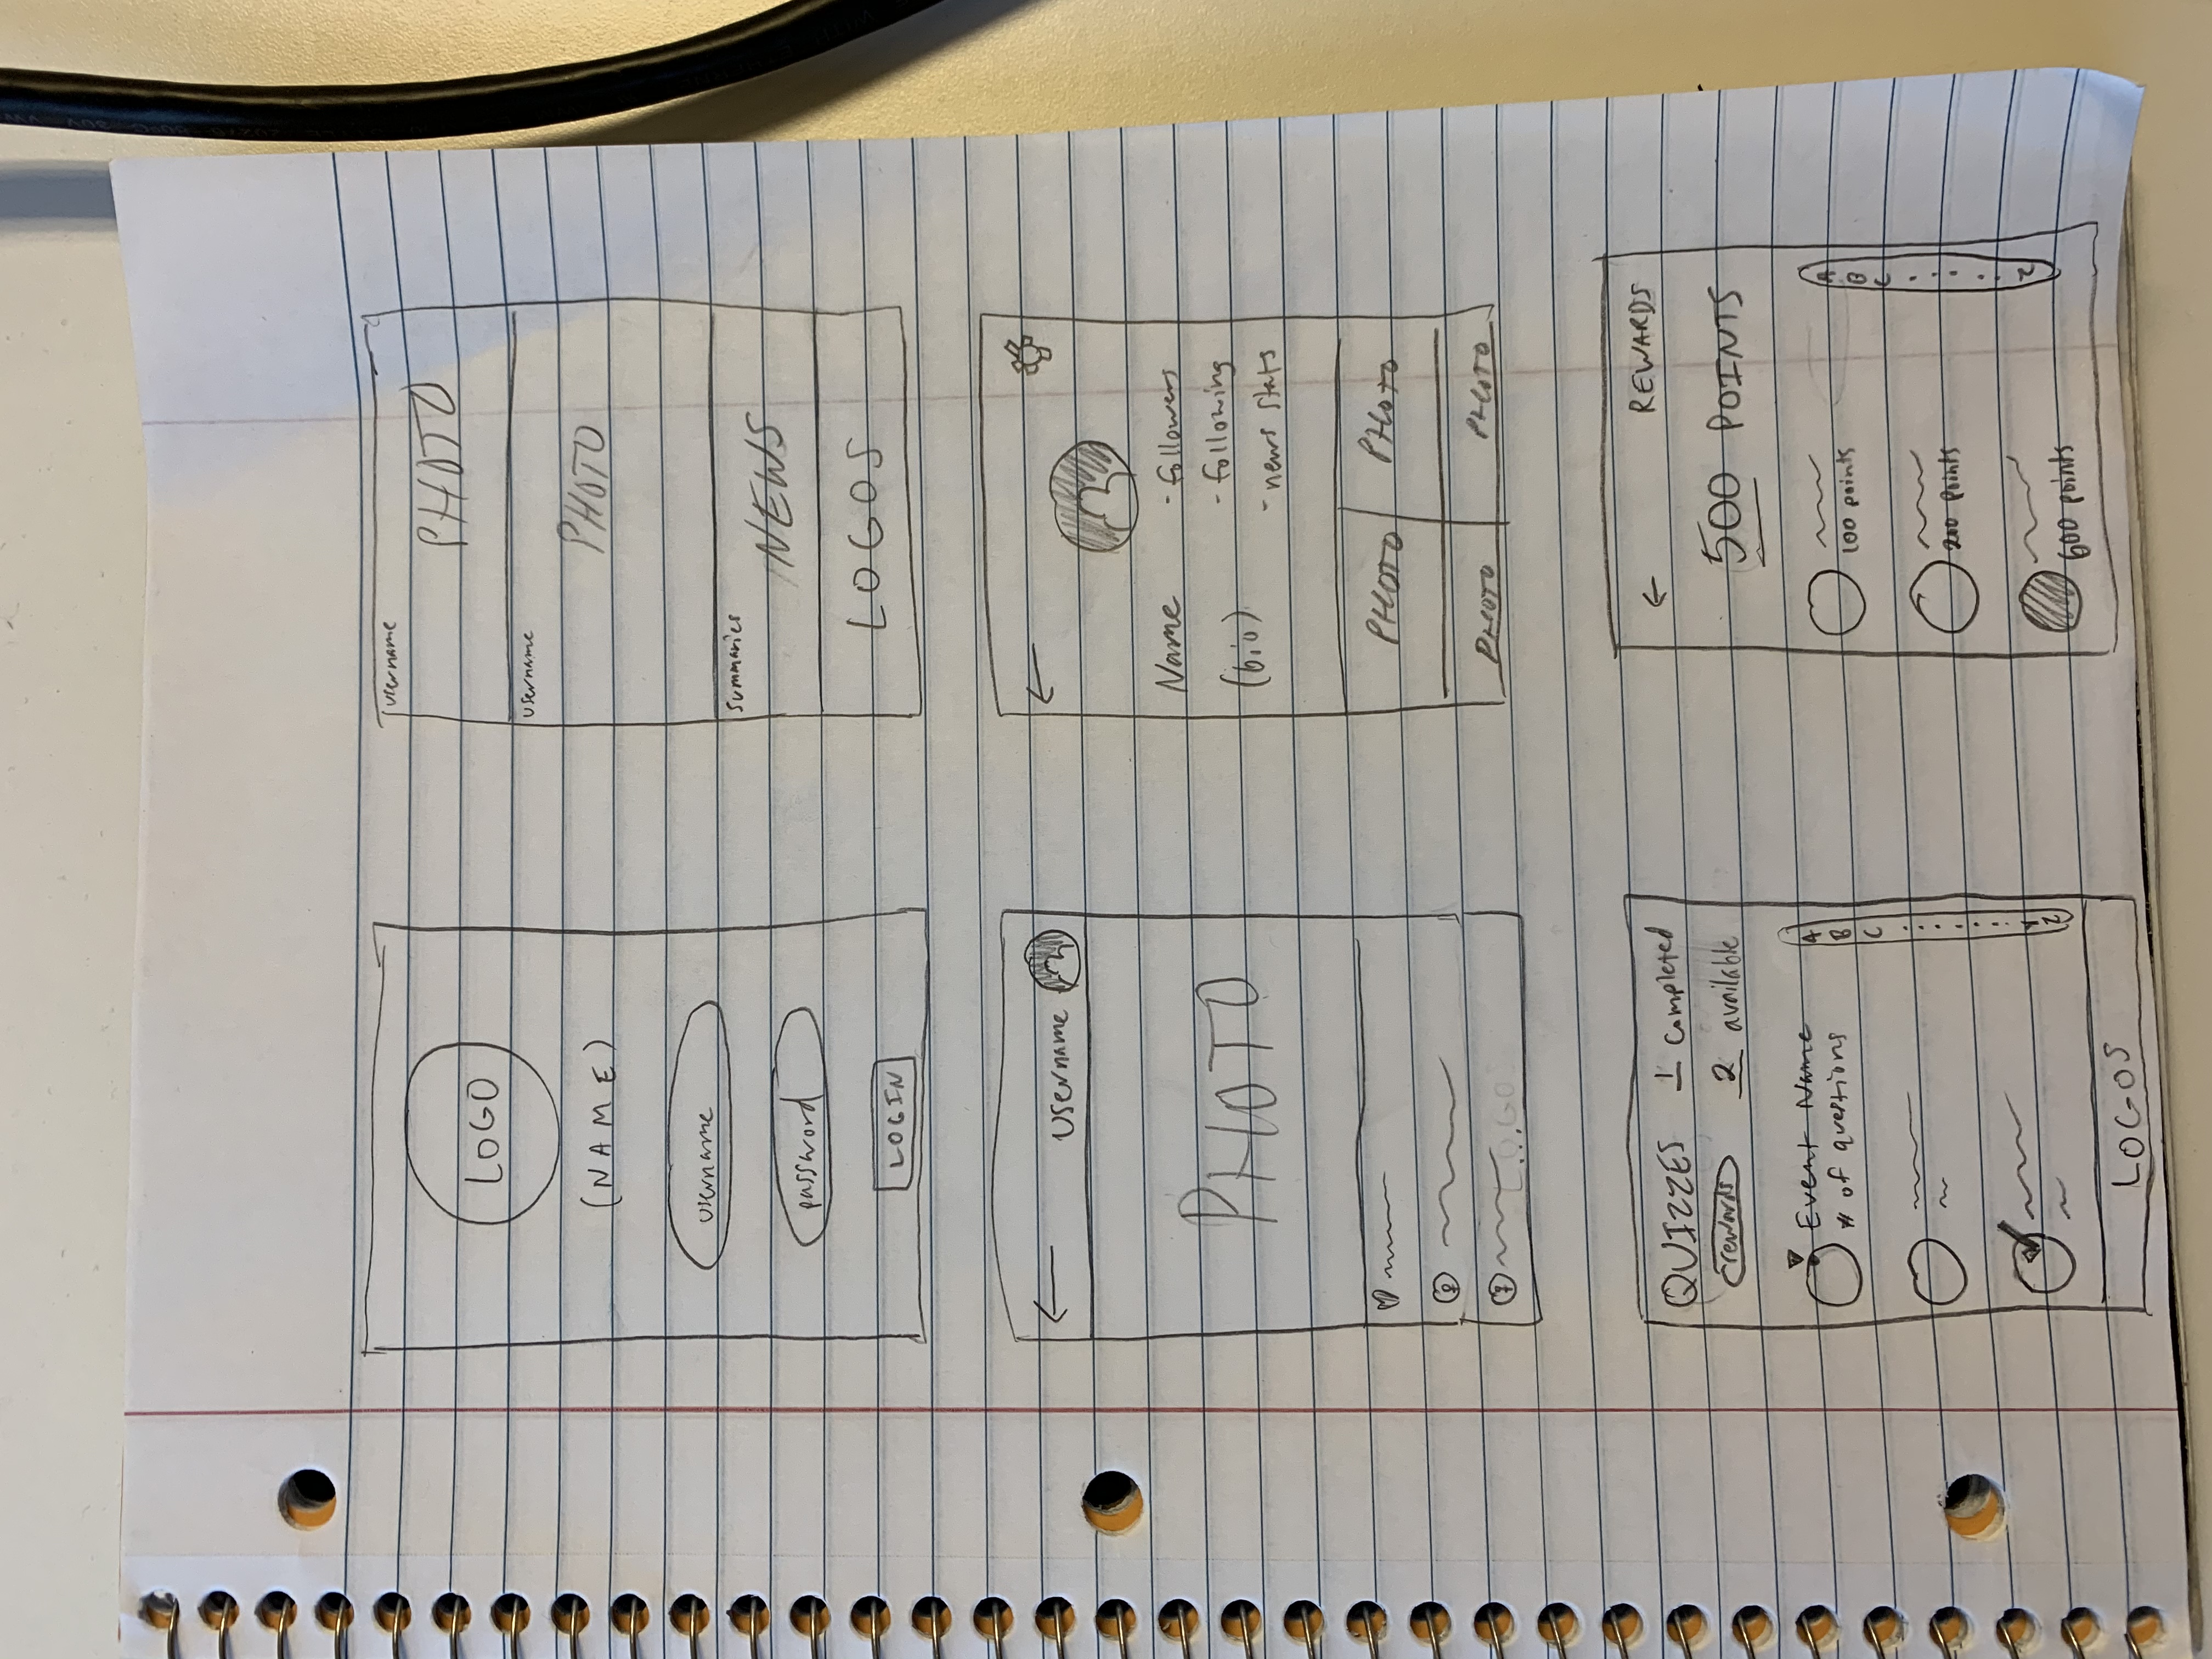 LOGO
(NAME)
username
password
LOGIN
username
PHOTO
username
PHOTO
summaries
NEWS
LOGOS
username
PHOTO
Name
(bio)
- followers
- following
- news stats
PHOTO PHOTO
PHOTO PHOTO
QUIZZES 1 completed
rewards 2 available
Event Name
# of questions
A
B
C
Z
LOGOS
REWARDS
500 POINTS
100 points
200 points
600 points
A
B
C
Z